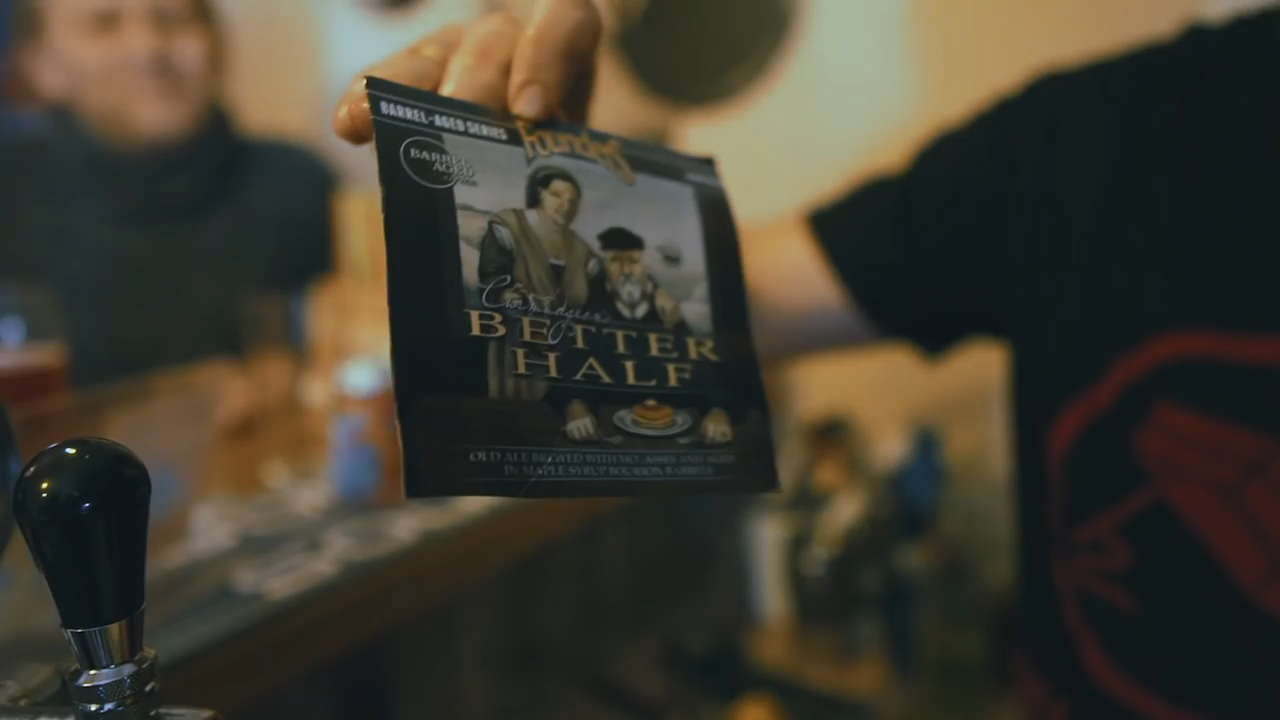 BARREL-AGED SERIES
Founders
BARREL
AGED
Curmudgeon's
BETTER
HALF
OLD ALE BREWED WITH MOLASSES AND AGED
IN MAPLE SYRUP BOURBON BARRELS